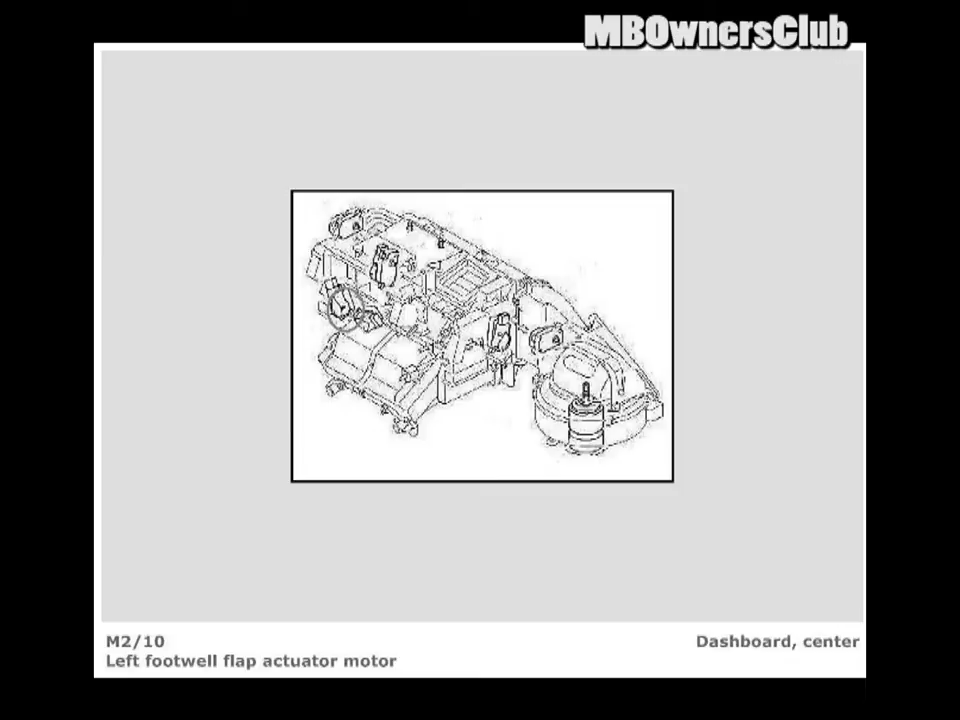 MBOwnersClub
M2/10
Dashboard, center
Left footwell flap actuator motor